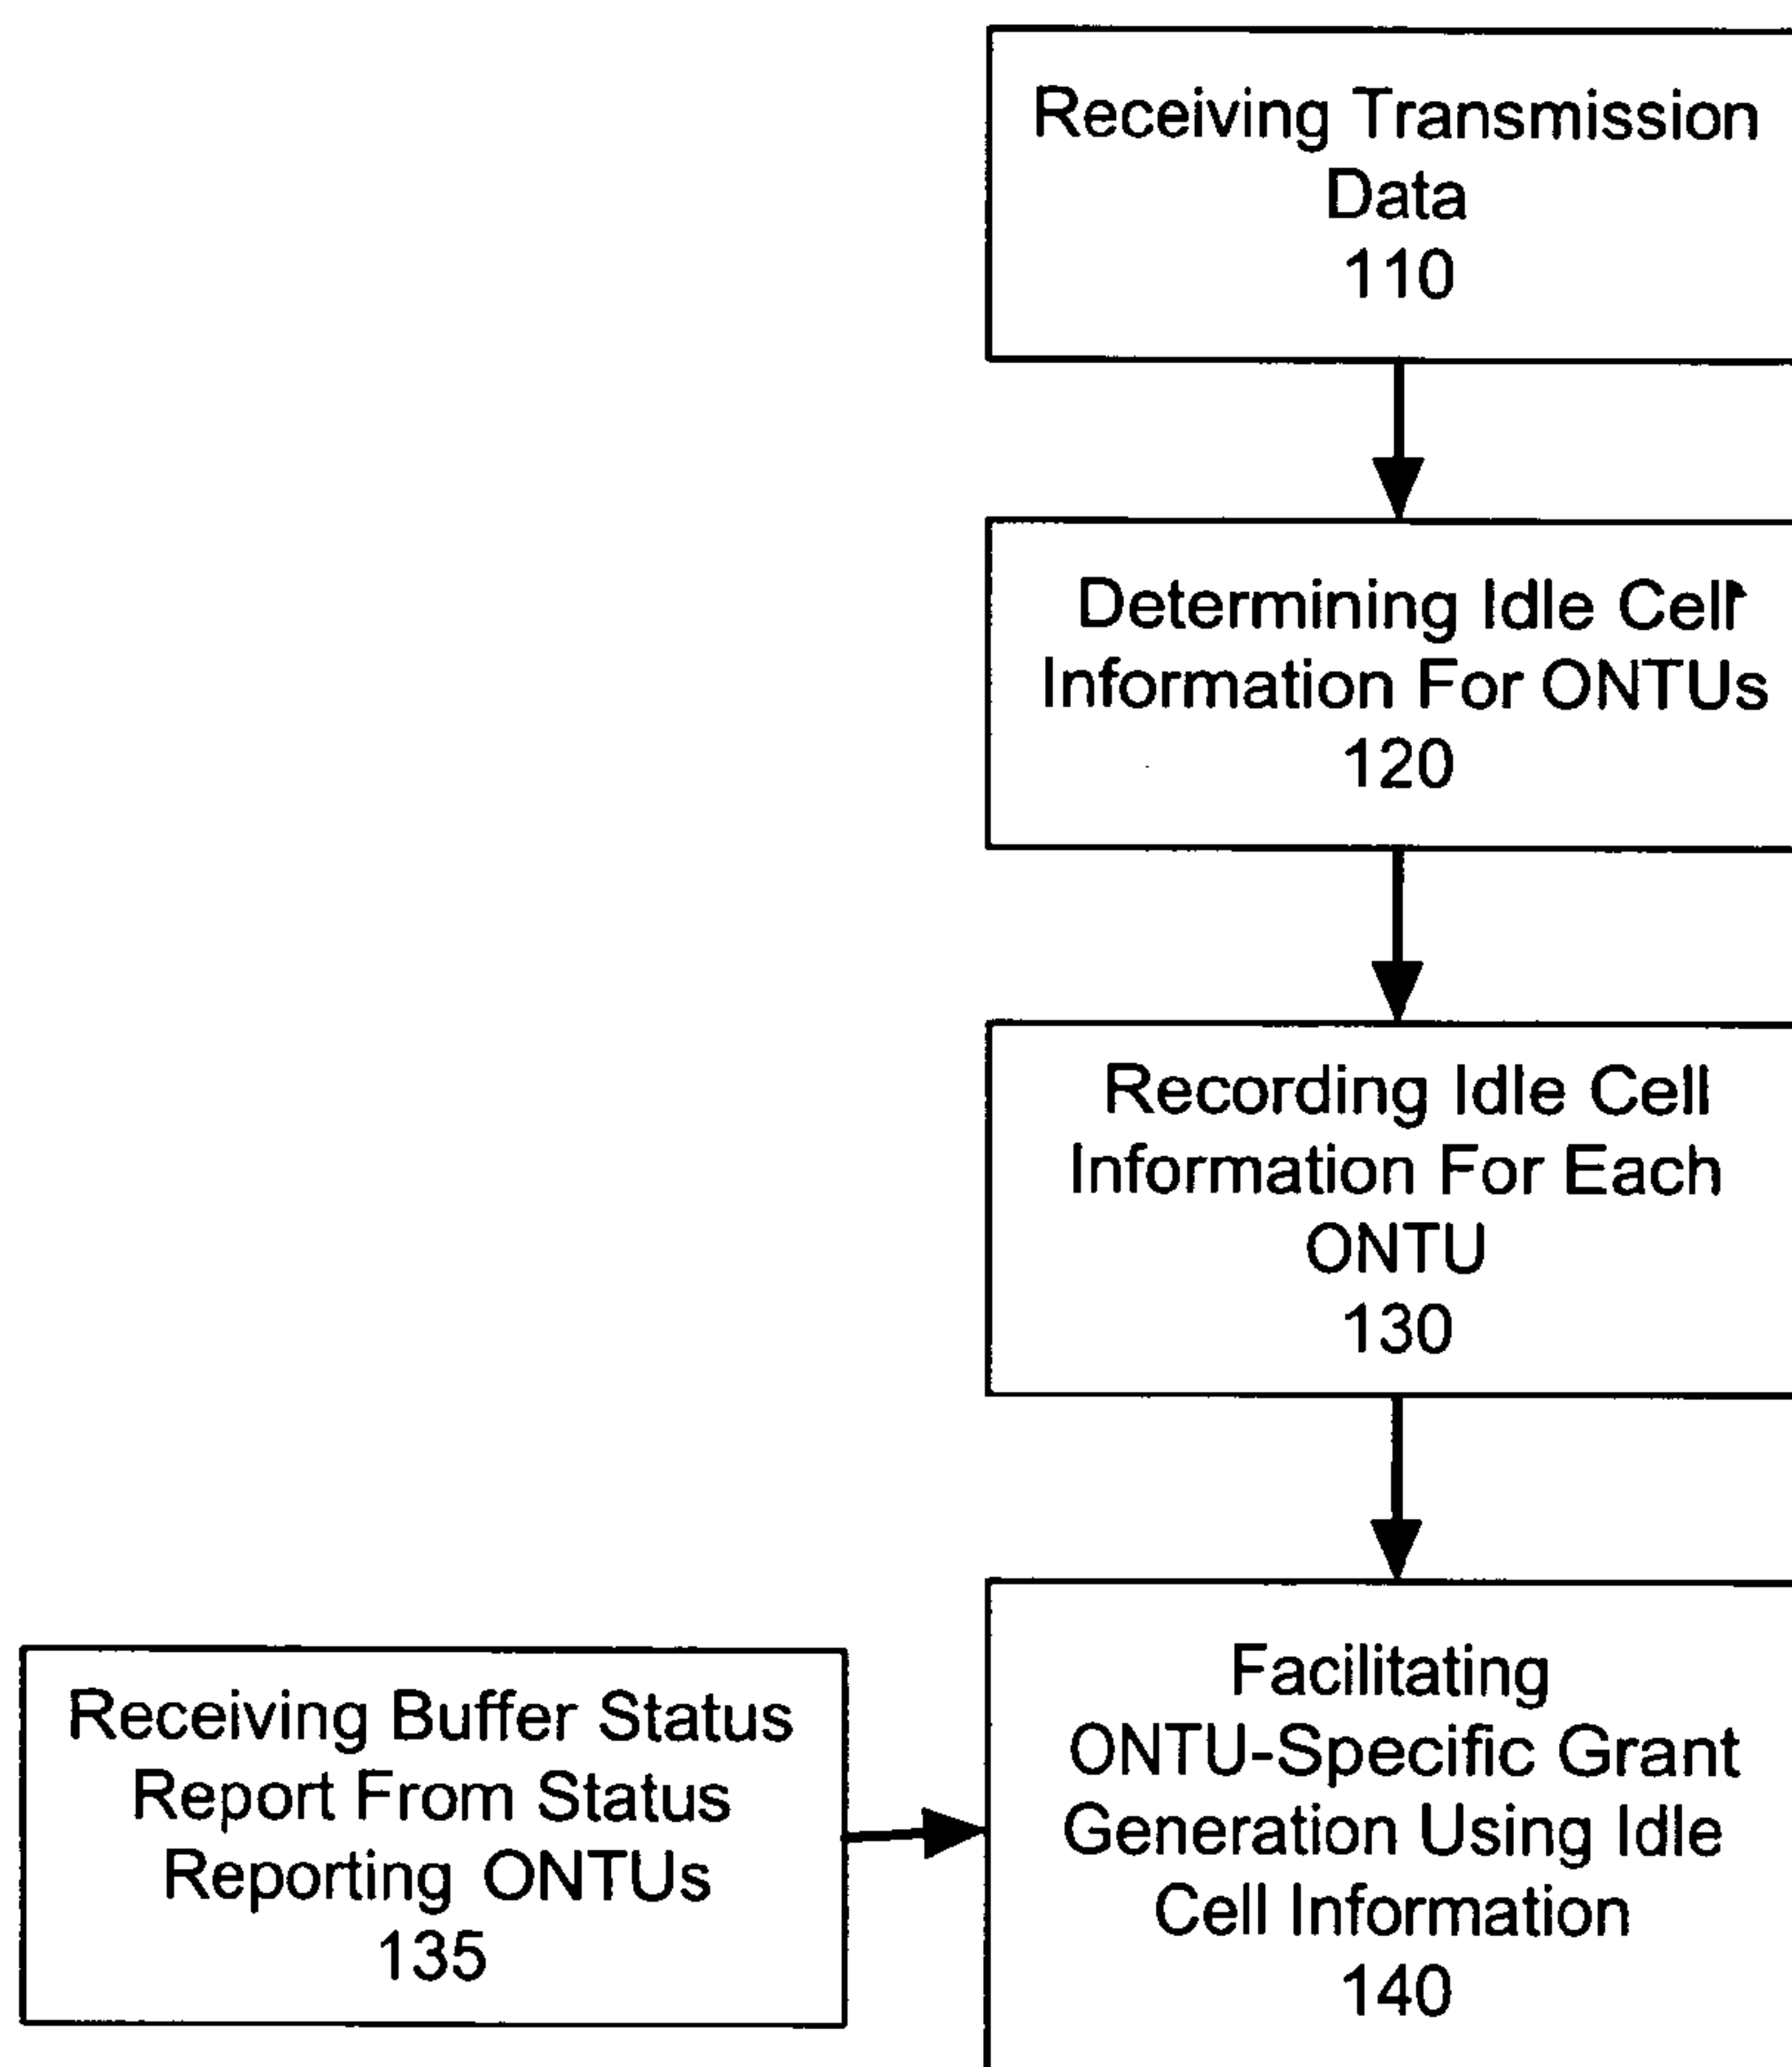 Receiving Transmission
Data
110
Determining Idle Cell
Information For ONTUs
120
Recording Idle Cell
Information For Each
ONTU
130
Receiving Buffer Status
Report From Status
Reporting ONTUs
135
Facilitating
ONTU-Specific Grant
Generation Using Idle
Cell Information
140